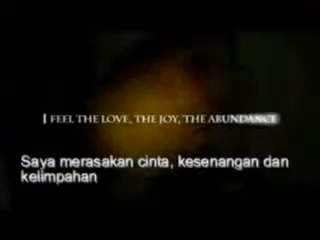 I FEEL THE LOVE, THE JOY, THE ABUNDANCE
Saya merasakan cinta, kesenangan dan
kelimpahan